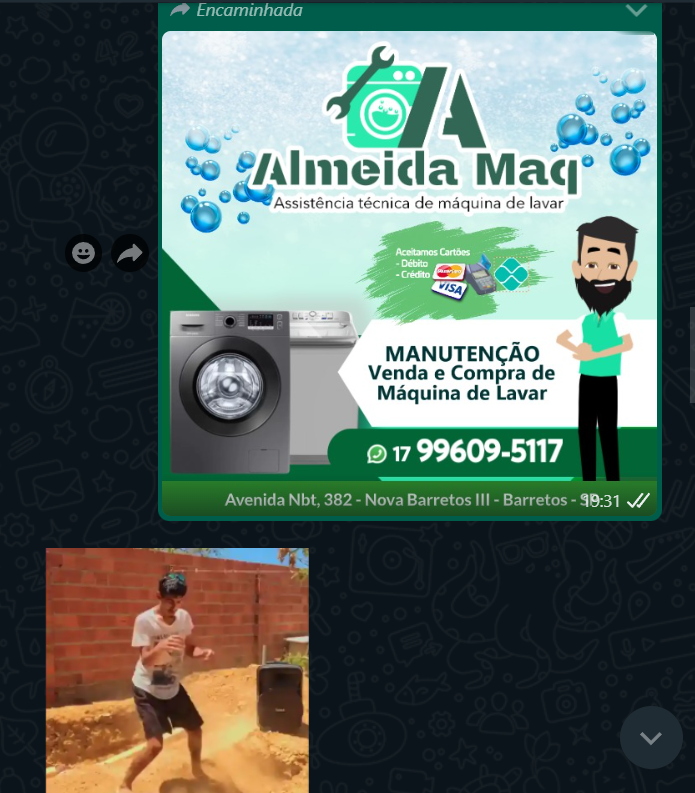 Encaminhada
Almeida Maq
Assistência técnica de máquina de lavar
Aceitamos Cartões
- Débito
- Crédito
VISA
MANUTENÇÃO
Venda e Compra de
Máquina de Lavar
17 99609-5117
Avenida Nbt, 382 - Nova Barretos III - Barretos - SP
19:31